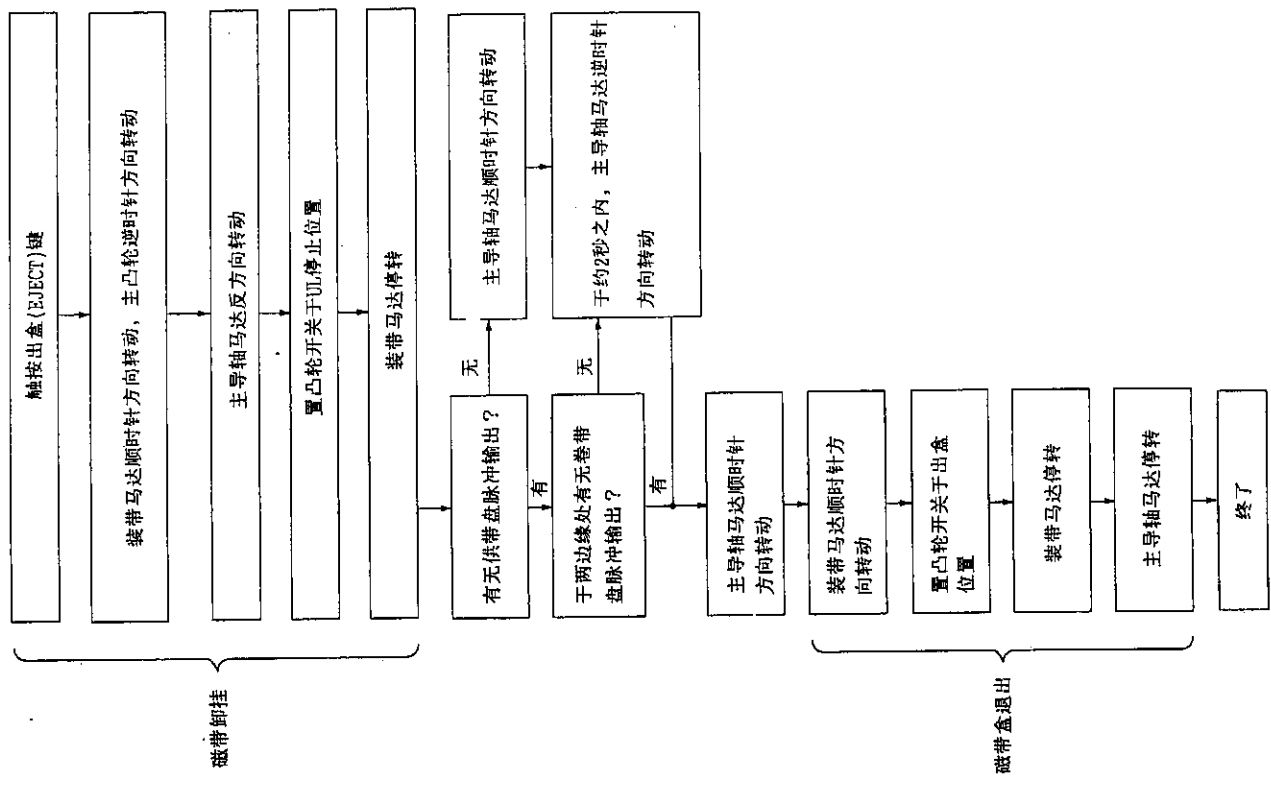 触按出盒(EJECT)键
装带马达顺时针方向转动，主凸轮逆时针方向转动
主导轴马达反方向转动
置凸轮开关于UL停止位置
装带马达停转
磁带卸挂
有无供带盘脉冲输出？
无
主导轴马达顺时针方向转动
有
于两边缘处有无卷带
盘脉冲输出？
无
于约2秒之内，主导轴马达逆时针
方向转动
有
主导轴马达顺时针
方向转动
装带马达顺时针方
向转动
置凸轮开关于出盒
位置
装带马达停转
主导轴马达停转
磁带盒退出
终了